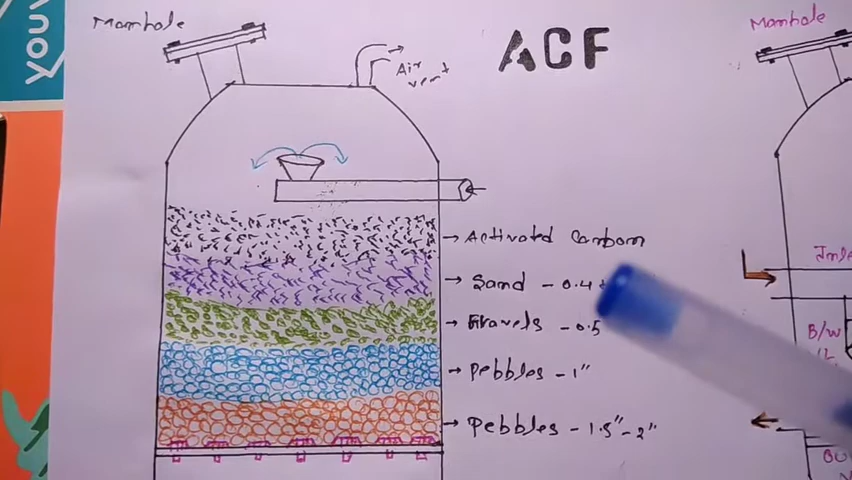 YOU
Manhole
ACF
Air
vent
→ Activated Carbon
→ Sand - 0.4
→ Gravels - 0.5
→ Pebbles - 1"
→ Pebbles - 1.5" - 2"
Manhole
B/W